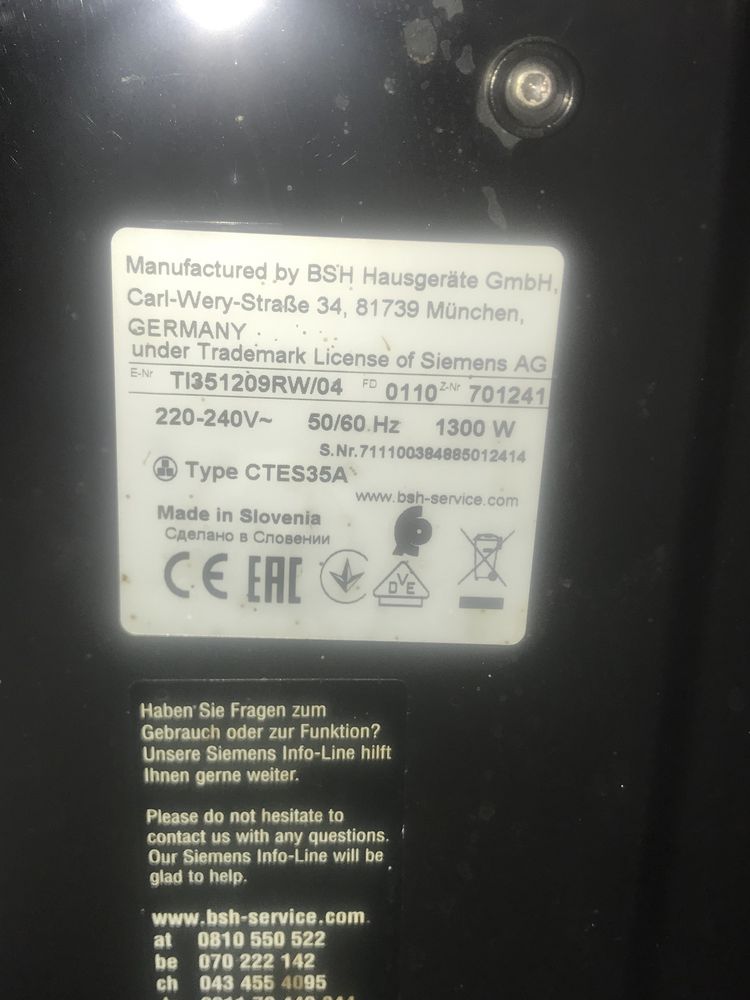 Manufactured by BSH Hausgeräte GmbH,
Carl-Wery-Straße 34, 81739 München,
GERMANY
under Trademark License of Siemens AG
E-Nr TI351209RW/04 FD 0110 Z-Nr 701241
220-240V~ 50/60 Hz 1300 W
S.Nr.711100384885012414
Type CTES35A
www.bsh-service.com
Made in Slovenia
Сделано в Словении
CE EAC DVE
Haben Sie Fragen zum
Gebrauch oder zur Funktion?
Unsere Siemens Info-Line hilft
Ihnen gerne weiter.
Please do not hesitate to
contact us with any questions.
Our Siemens Info-Line will be
glad to help.
www.bsh-service.com
at 0810 550 522
be 070 222 142
ch 043 455 4095